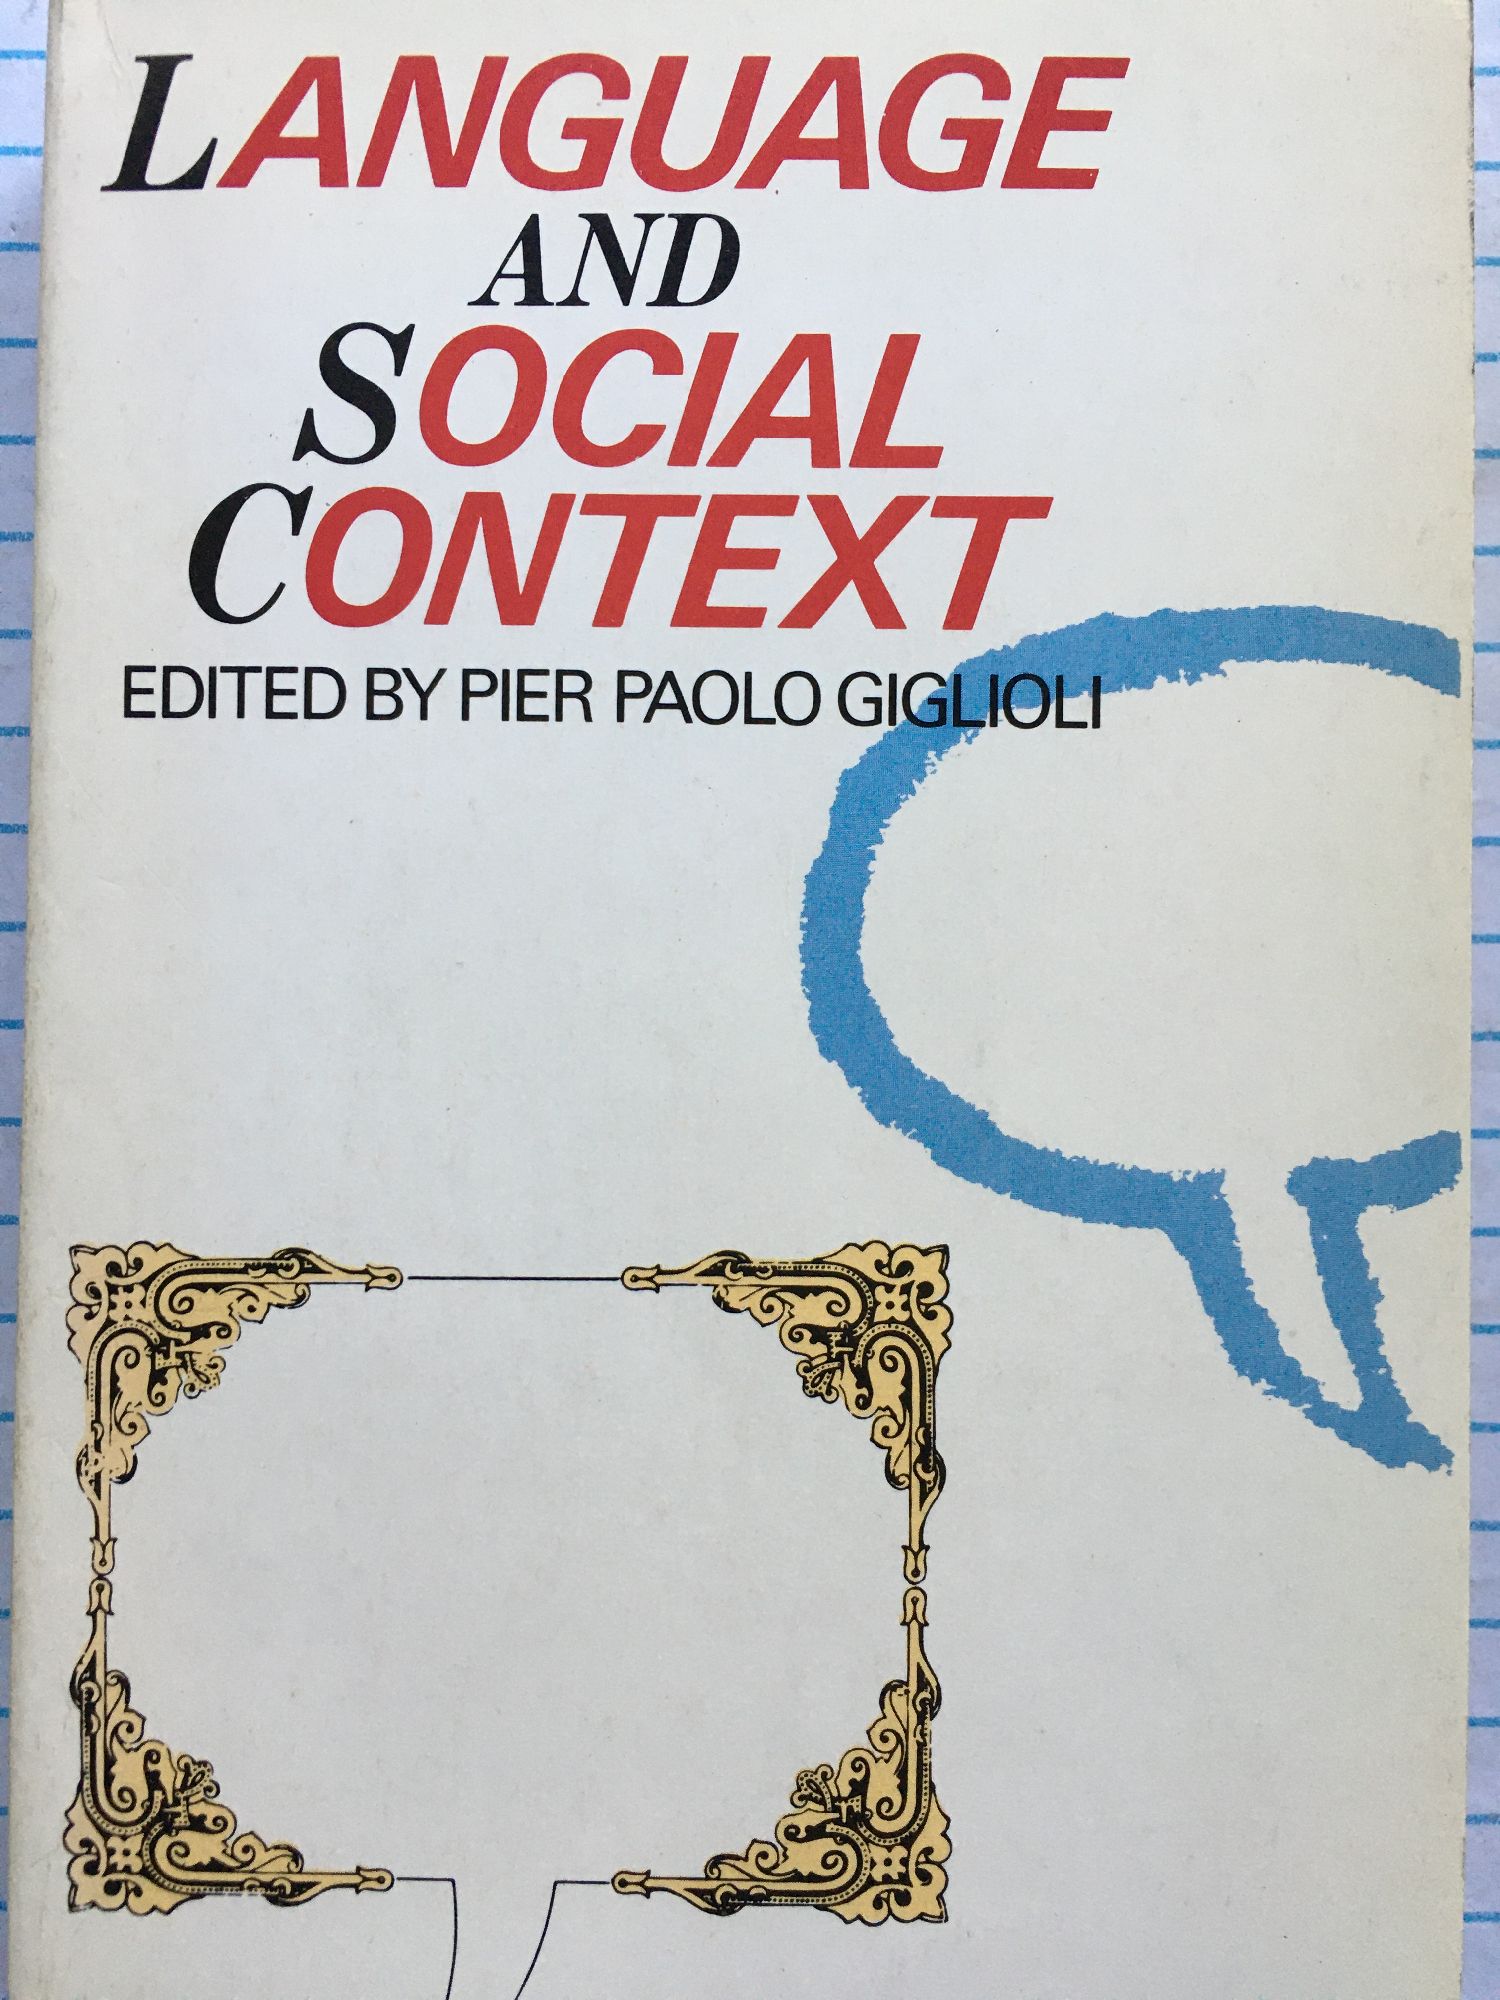 LANGUAGE
AND
SOCIAL
CONTEXT
EDITED BY PIER PAOLO GIGLIOLI